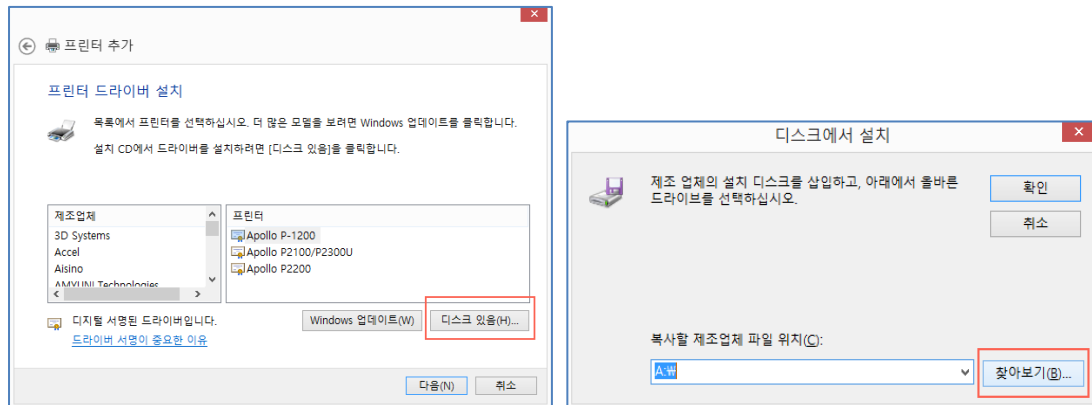 프린터 추가
프린터 드라이버 설치
목록에서 프린터를 선택하십시오. 더 많은 모델을 보려면 Windows 업데이트를 클릭합니다.
설치 CD에서 드라이버를 설치하려면 [디스크 있음]을 클릭합니다.
제조업체
3D Systems
Accel
Aisino
AMYUNI Technologies
프린터
Apollo P-1200
Apollo P2100/P2300U
Apollo P2200
디지털 서명된 드라이버입니다.
드라이버 서명이 중요한 이유
Windows 업데이트(W)
디스크 있음(H)...
다음(N)
취소
디스크에서 설치
제조 업체의 설치 디스크를 삽입하고, 아래에서 올바른
드라이브를 선택하십시오.
확인
취소
복사할 제조업체 파일 위치(C):
A:₩
찾아보기(B)...